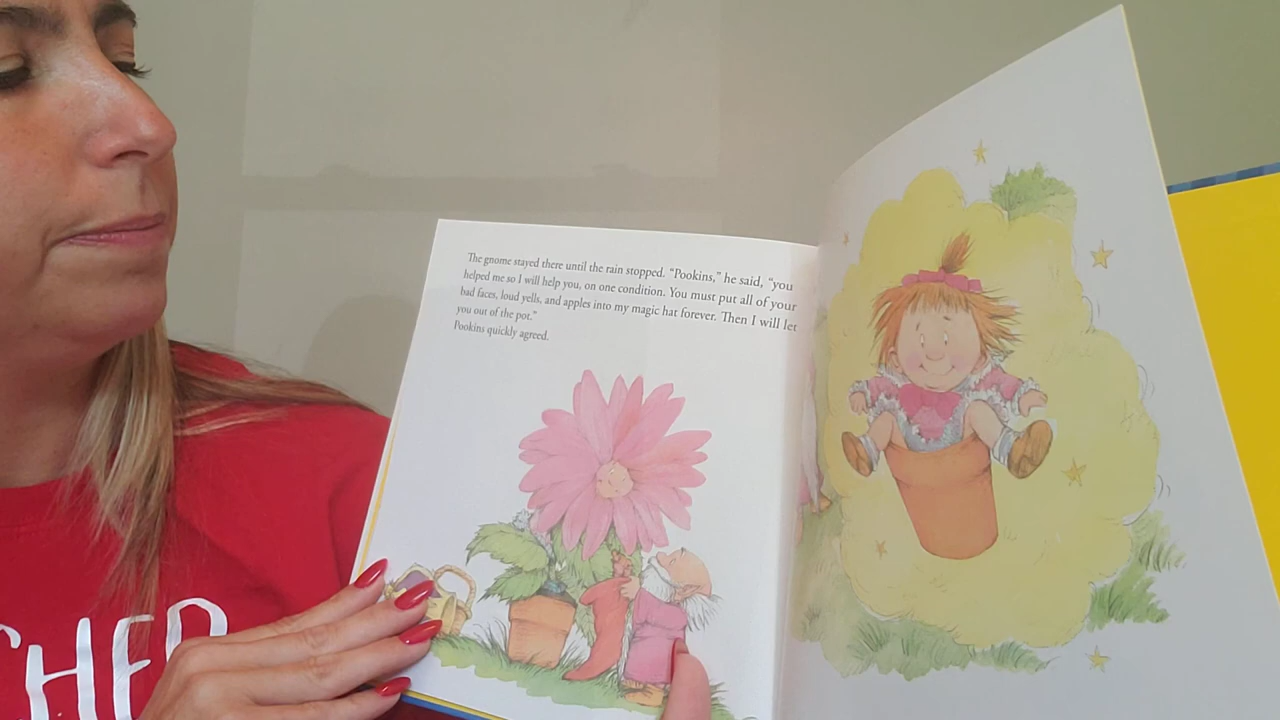 The gnome stayed there until the rain stopped. “Pookins,” he said, “you
helped me so I will help you, on one condition. You must put all of your
bad faces, loud yells, and apples into my magic hat forever. Then I will let
you out of the pot.”
Pookins quickly agreed.
CHER